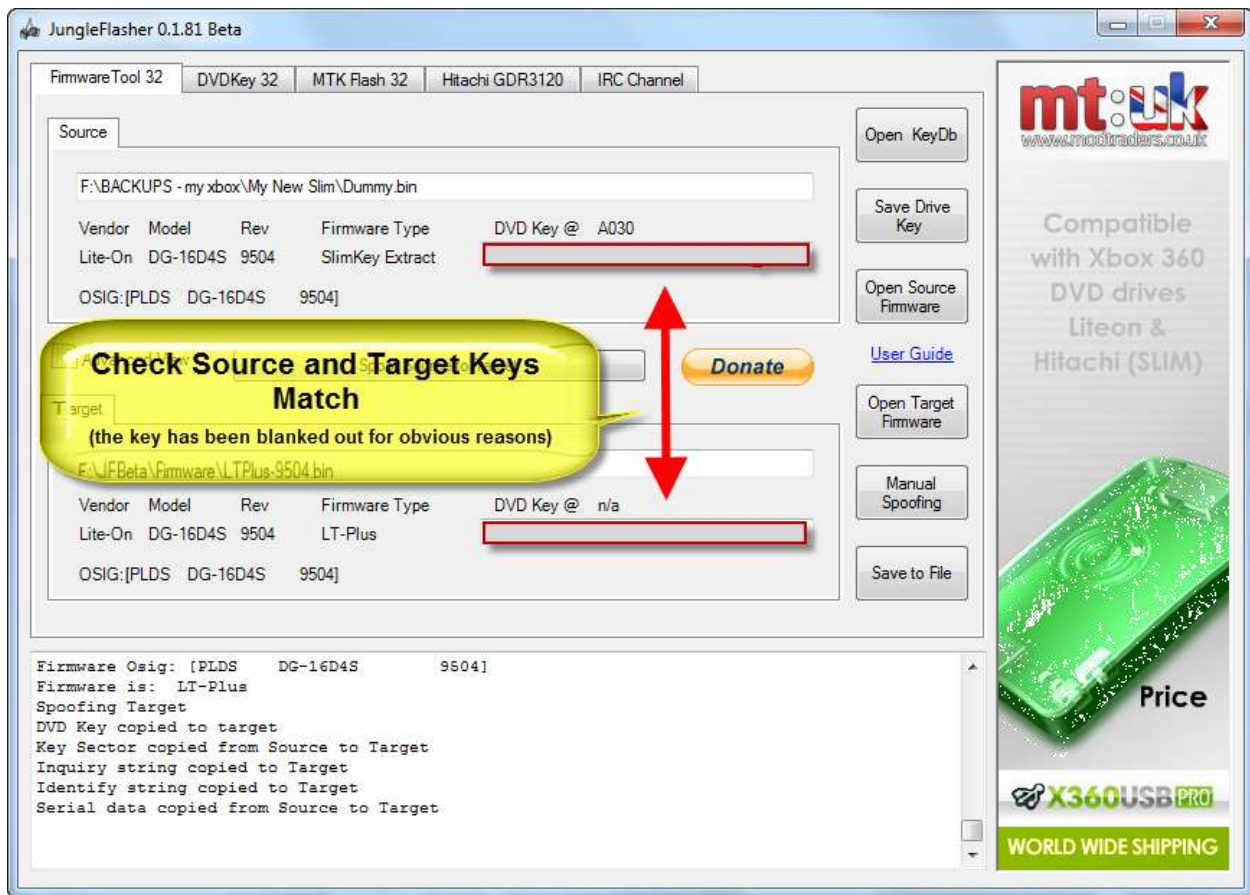 JungleFlasher 0.1.81 Beta
FirmwareTool 32 DVDKey 32 MTK Flash 32 Hitachi GDR3120 IRC Channel
Source
F:\BACKUPS - my xbox\My New Slim\Dummy.bin
Vendor Model Rev Firmware Type DVD Key @ A030
Lite-On DG-16D4S 9504 SlimKey Extract
OSIG:[PLDS DG-16D4S 9504]
Check Source and Target Keys
Match
(the key has been blanked out for obvious reasons)
Donate
Target
F:\JFBeta\Firmware\LTPlus-9504.bin
Vendor Model Rev Firmware Type DVD Key @ n/a
Lite-On DG-16D4S 9504 LT-Plus
OSIG:[PLDS DG-16D4S 9504]
Open KeyDb
Save Drive
Key
Open Source
Firmware
User Guide
Open Target
Firmware
Manual
Spoofing
Save to File
Firmware Osig: [PLDS DG-16D4S 9504]
Firmware is: LT-Plus
Spoofing Target
DVD Key copied to target
Key Sector copied from Source to Target
Inquiry string copied to Target
Identify string copied to Target
Serial data copied from Source to Target
mt:uk
www.modtraders.co.uk
Compatible
with Xbox 360
DVD drives
Liteon &
Hitachi (SLIM)
Price
X360USB PRO
WORLD WIDE SHIPPING